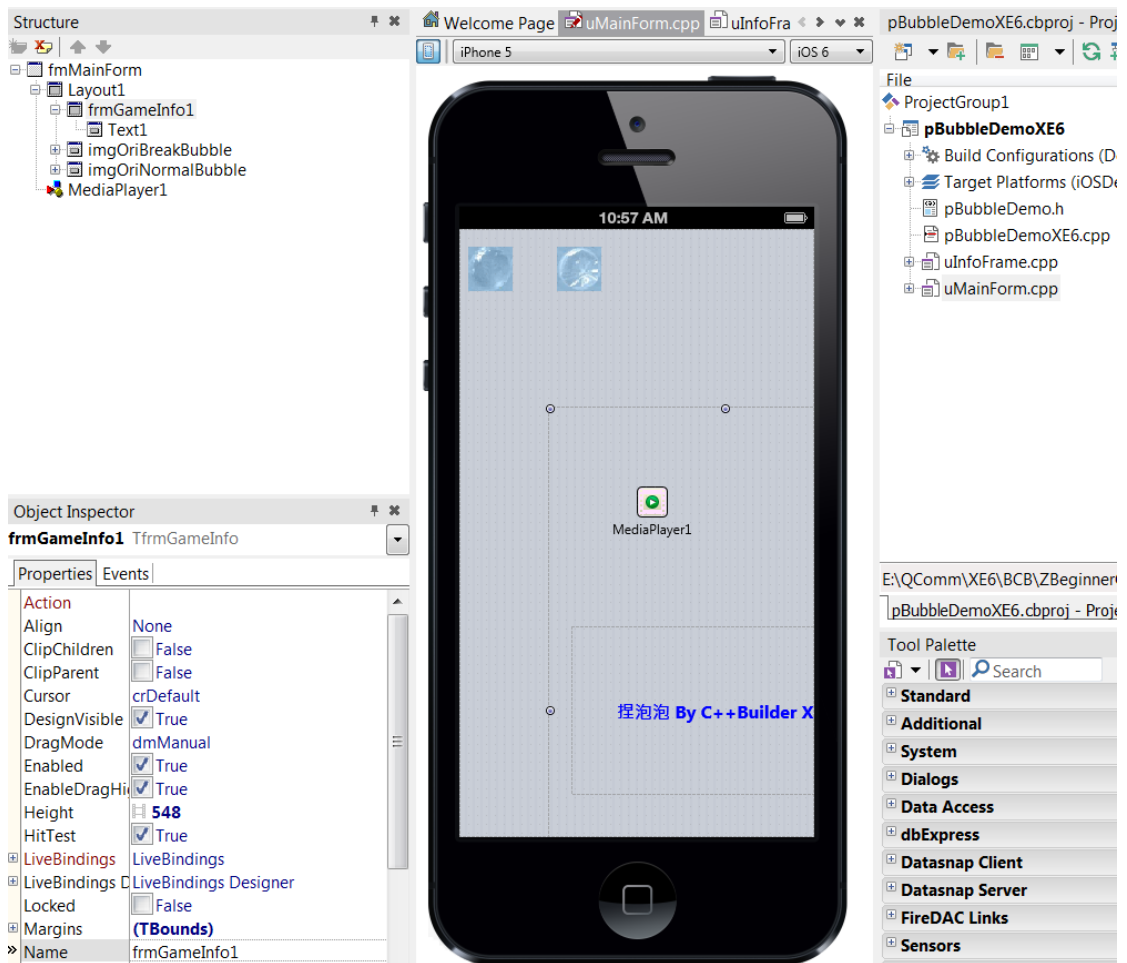 Structure
fmMainForm
Layout1
frmGameInfo1
Text1
imgOriBreakBubble
imgOriNormalBubble
MediaPlayer1
Object Inspector
frmGameInfo1 TfrmGameInfo
Properties Events
Action
Align None
ClipChildren False
ClipParent False
Cursor crDefault
DesignVisible True
DragMode dmManual
Enabled True
EnableDragHi True
Height 548
HitTest True
LiveBindings LiveBindings
LiveBindings D LiveBindings Designer
Locked False
Margins (TBounds)
Name frmGameInfo1
Welcome Page uMainForm.cpp uInfoFra
iPhone 5 iOS 6
10:57 AM
MediaPlayer1
捏泡泡 By C++Builder X
pBubbleDemoXE6.cbproj - Proj
File
ProjectGroup1
pBubbleDemoXE6
Build Configurations (D
Target Platforms (iOSDe
pBubbleDemo.h
pBubbleDemoXE6.cpp
uInfoFrame.cpp
uMainForm.cpp
E:\QComm\XE6\BCB\ZBeginner
pBubbleDemoXE6.cbproj - Proje
Tool Palette
Search
Standard
Additional
System
Dialogs
Data Access
dbExpress
Datasnap Client
Datasnap Server
FireDAC Links
Sensors